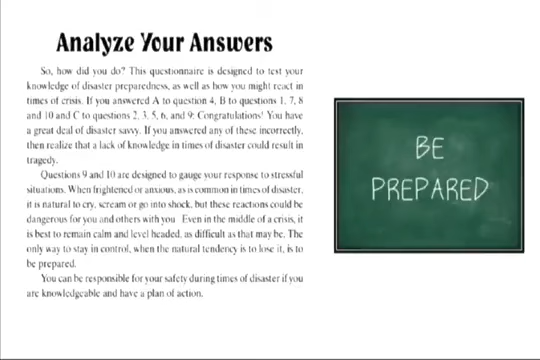 Analyze Your Answers
So, how did you do? This questionnaire is designed to test your
knowledge of disaster preparedness, as well as how you might react in
times of crisis. If you answered A to question 4, B to questions 1, 7, 8
and 10 and C to questions 2, 3, 5, 6, and 9: Congratulations! You have
a great deal of disaster savvy. If you answered any of these incorrectly,
then realize that a lack of knowledge in times of disaster could result in
tragedy.
Questions 9 and 10 are designed to gauge your response to stressful
situations. When frightened or anxious, as is common in times of disaster,
it is natural to cry, scream or go into shock, but these reactions could be
dangerous for you and others with you Even in the middle of a crisis, it
is best to remain calm and level headed, as difficult as that may be. The
only way to stay in control, when the natural tendency is to lose it, is to
be prepared.
You can be responsible for your safety during times of disaster if you
are knowledgeable and have a plan of action.
BE
PREPARED